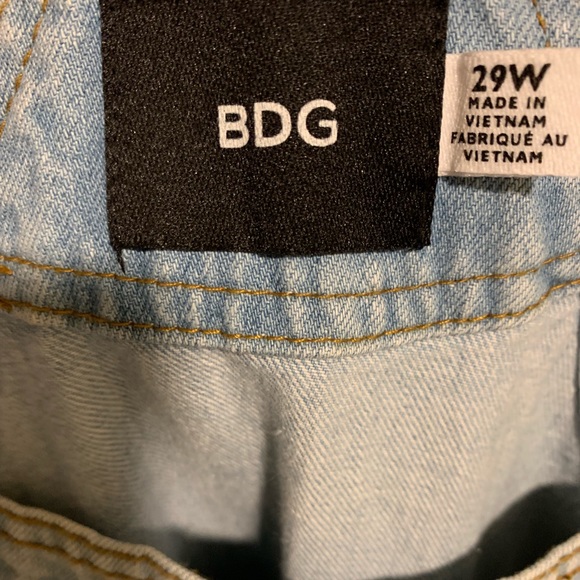 BDG
29W
MADE IN
VIETNAM
FABRIQUÉ AU
VIETNAM